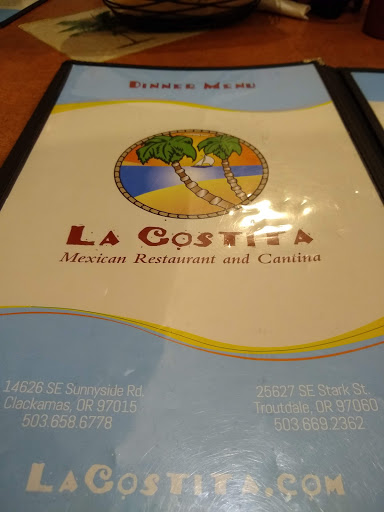 Dinner Menu
La Costita
Mexican Restaurant and Cantina
14626 SE Sunnyside Rd.
Clackamas, OR 97015
503.658.6778
25627 SE Stark St.
Troutdale, OR 97060
503.669.2362
LaCostita.com